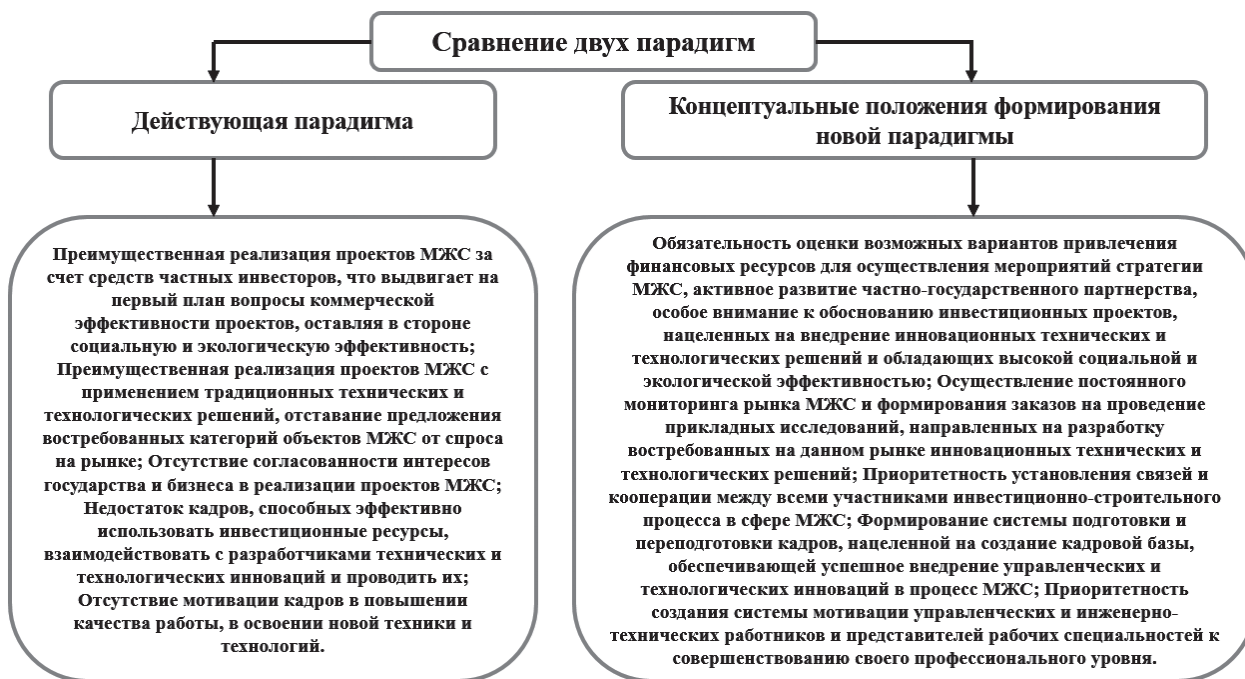 Сравнение двух парадигм
Действующая парадигма
Концептуальные положения формирования
новой парадигмы
Преимущественная реализация проектов МЖС за
счет средств частных инвесторов, что выдвигает на
первый план вопросы коммерческой
эффективности проектов, оставляя в стороне
социальную и экологическую эффективность;
Преимущественная реализация проектов МЖС с
применением традиционных технических и
технологических решений, отставание предложения
востребованных категорий объектов МЖС от спроса
на рынке; Отсутствие согласованности интересов
государства и бизнеса в реализации проектов МЖС;
Недостаток кадров, способных эффективно
использовать инвестиционные ресурсы,
взаимодействовать с разработчиками технических и
технологических инноваций и проводить их;
Отсутствие мотивации кадров в повышении
качества работы, в освоении новой техники и
технологий.
Обязательность оценки возможных вариантов привлечения
финансовых ресурсов для осуществления мероприятий стратегии
МЖС, активное развитие частно-государственного партнерства,
особое внимание к обоснованию инвестиционных проектов,
нацеленных на внедрение инновационных технических и
технологических решений и обладающих высокой социальной и
экологической эффективностью; Осуществление постоянного
мониторинга рынка МЖС и формирования заказов на проведение
прикладных исследований, направленных на разработку
востребованных на данном рынке инновационных технических и
технологических решений; Приоритетность установления связей и
кооперации между всеми участниками инвестиционно-строительного
процесса в сфере МЖС; Формирование системы подготовки и
переподготовки кадров, нацеленной на создание кадровой базы,
обеспечивающей успешное внедрение управленческих и
технологических инноваций в процесс МЖС; Приоритетность
создания системы мотивации управленческих и инженерно-
технических работников и представителей рабочих специальностей к
совершенствованию своего профессионального уровня.